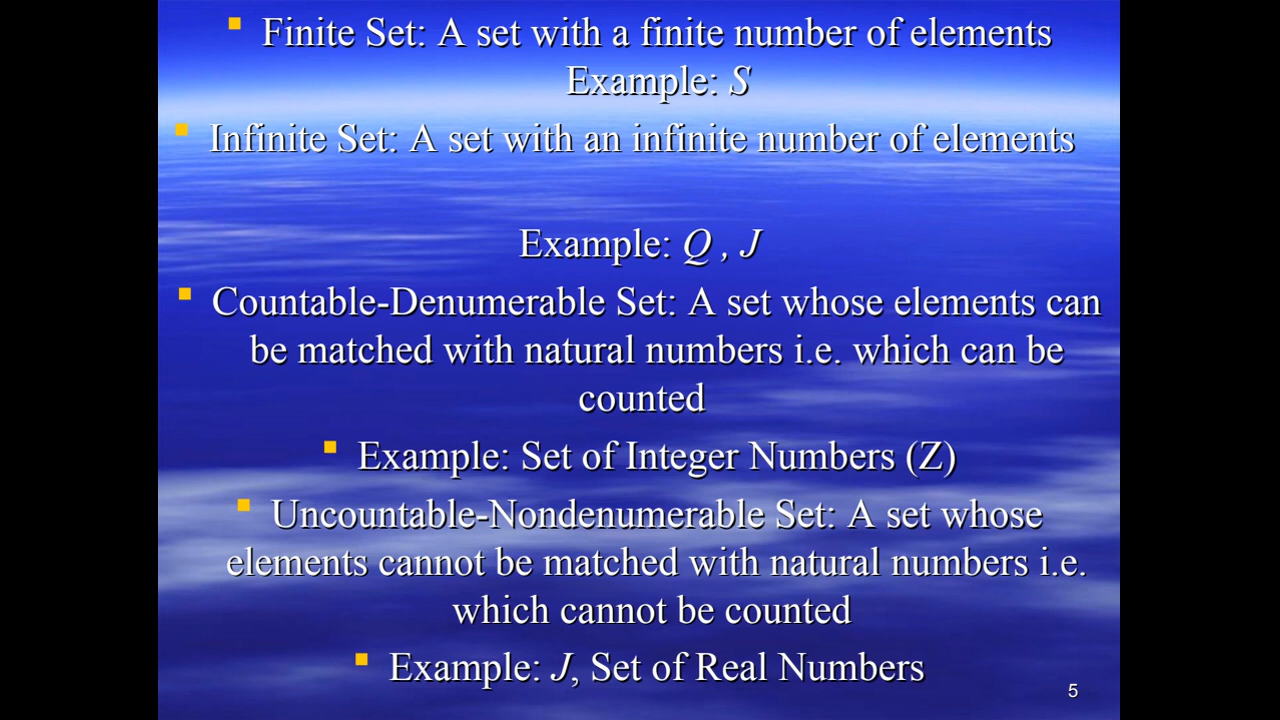 ▪ Finite Set: A set with a finite number of elements
Example: S
▪ Infinite Set: A set with an infinite number of elements
Example: Q , J
▪ Countable-Denumerable Set: A set whose elements can
be matched with natural numbers i.e. which can be
counted
▪ Example: Set of Integer Numbers (Z)
▪ Uncountable-Nondenumerable Set: A set whose
elements cannot be matched with natural numbers i.e.
which cannot be counted
▪ Example: J, Set of Real Numbers
5